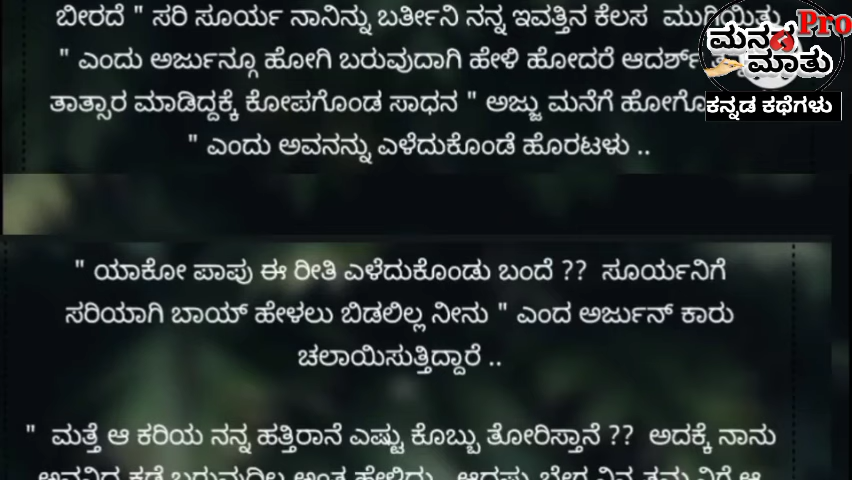 ಬೀರದೆ " ಸರಿ ಸೂರ್ಯ ನಾನಿನ್ನು ಬರ್ತೀನಿ ನನ್ನ ಇವತ್ತಿನ ಕೆಲಸ ಮುಗಿಯಿತು
" ಎಂದು ಅರ್ಜುನ್ಗೂ ಹೋಗಿ ಬರುವುದಾಗಿ ಹೇಳಿ ಹೋದರೆ ಆದರ್ಶ್
ತಾತ್ಸಾರ ಮಾಡಿದ್ದಕ್ಕೆ ಕೋಪಗೊಂಡ ಸಾಧನ " ಅಜ್ಜು ಮನೆಗೆ
" ಎಂದು ಅವನನ್ನು ಎಳೆದುಕೊಂಡೆ ಹೊರಟಳು ..
ಮನದ ಮಾತು Pro
ಕನ್ನಡ ಕಥೆಗಳು
" ಯಾಕೋ ಪಾಪು ಈ ರೀತಿ ಎಳೆದುಕೊಂಡು ಬಂದೆ ?? ಸೂರ್ಯನಿಗೆ
ಸರಿಯಾಗಿ ಬಾಯ್ ಹೇಳಲು ಬಿಡಲಿಲ್ಲ ನೀನು " ಎಂದ ಅರ್ಜುನ್ ಕಾರು
ಚಲಾಯಿಸುತ್ತಿದ್ದಾರೆ ..
" ಮತ್ತೆ ಆ ಕರಿಯ ನನ್ನ ಹತ್ತಿರಾನೆ ಎಷ್ಟು ಕೊಬ್ಬು ತೋರಿಸ್ತಾನೆ ?? ಅದಕ್ಕೆ ನಾನು